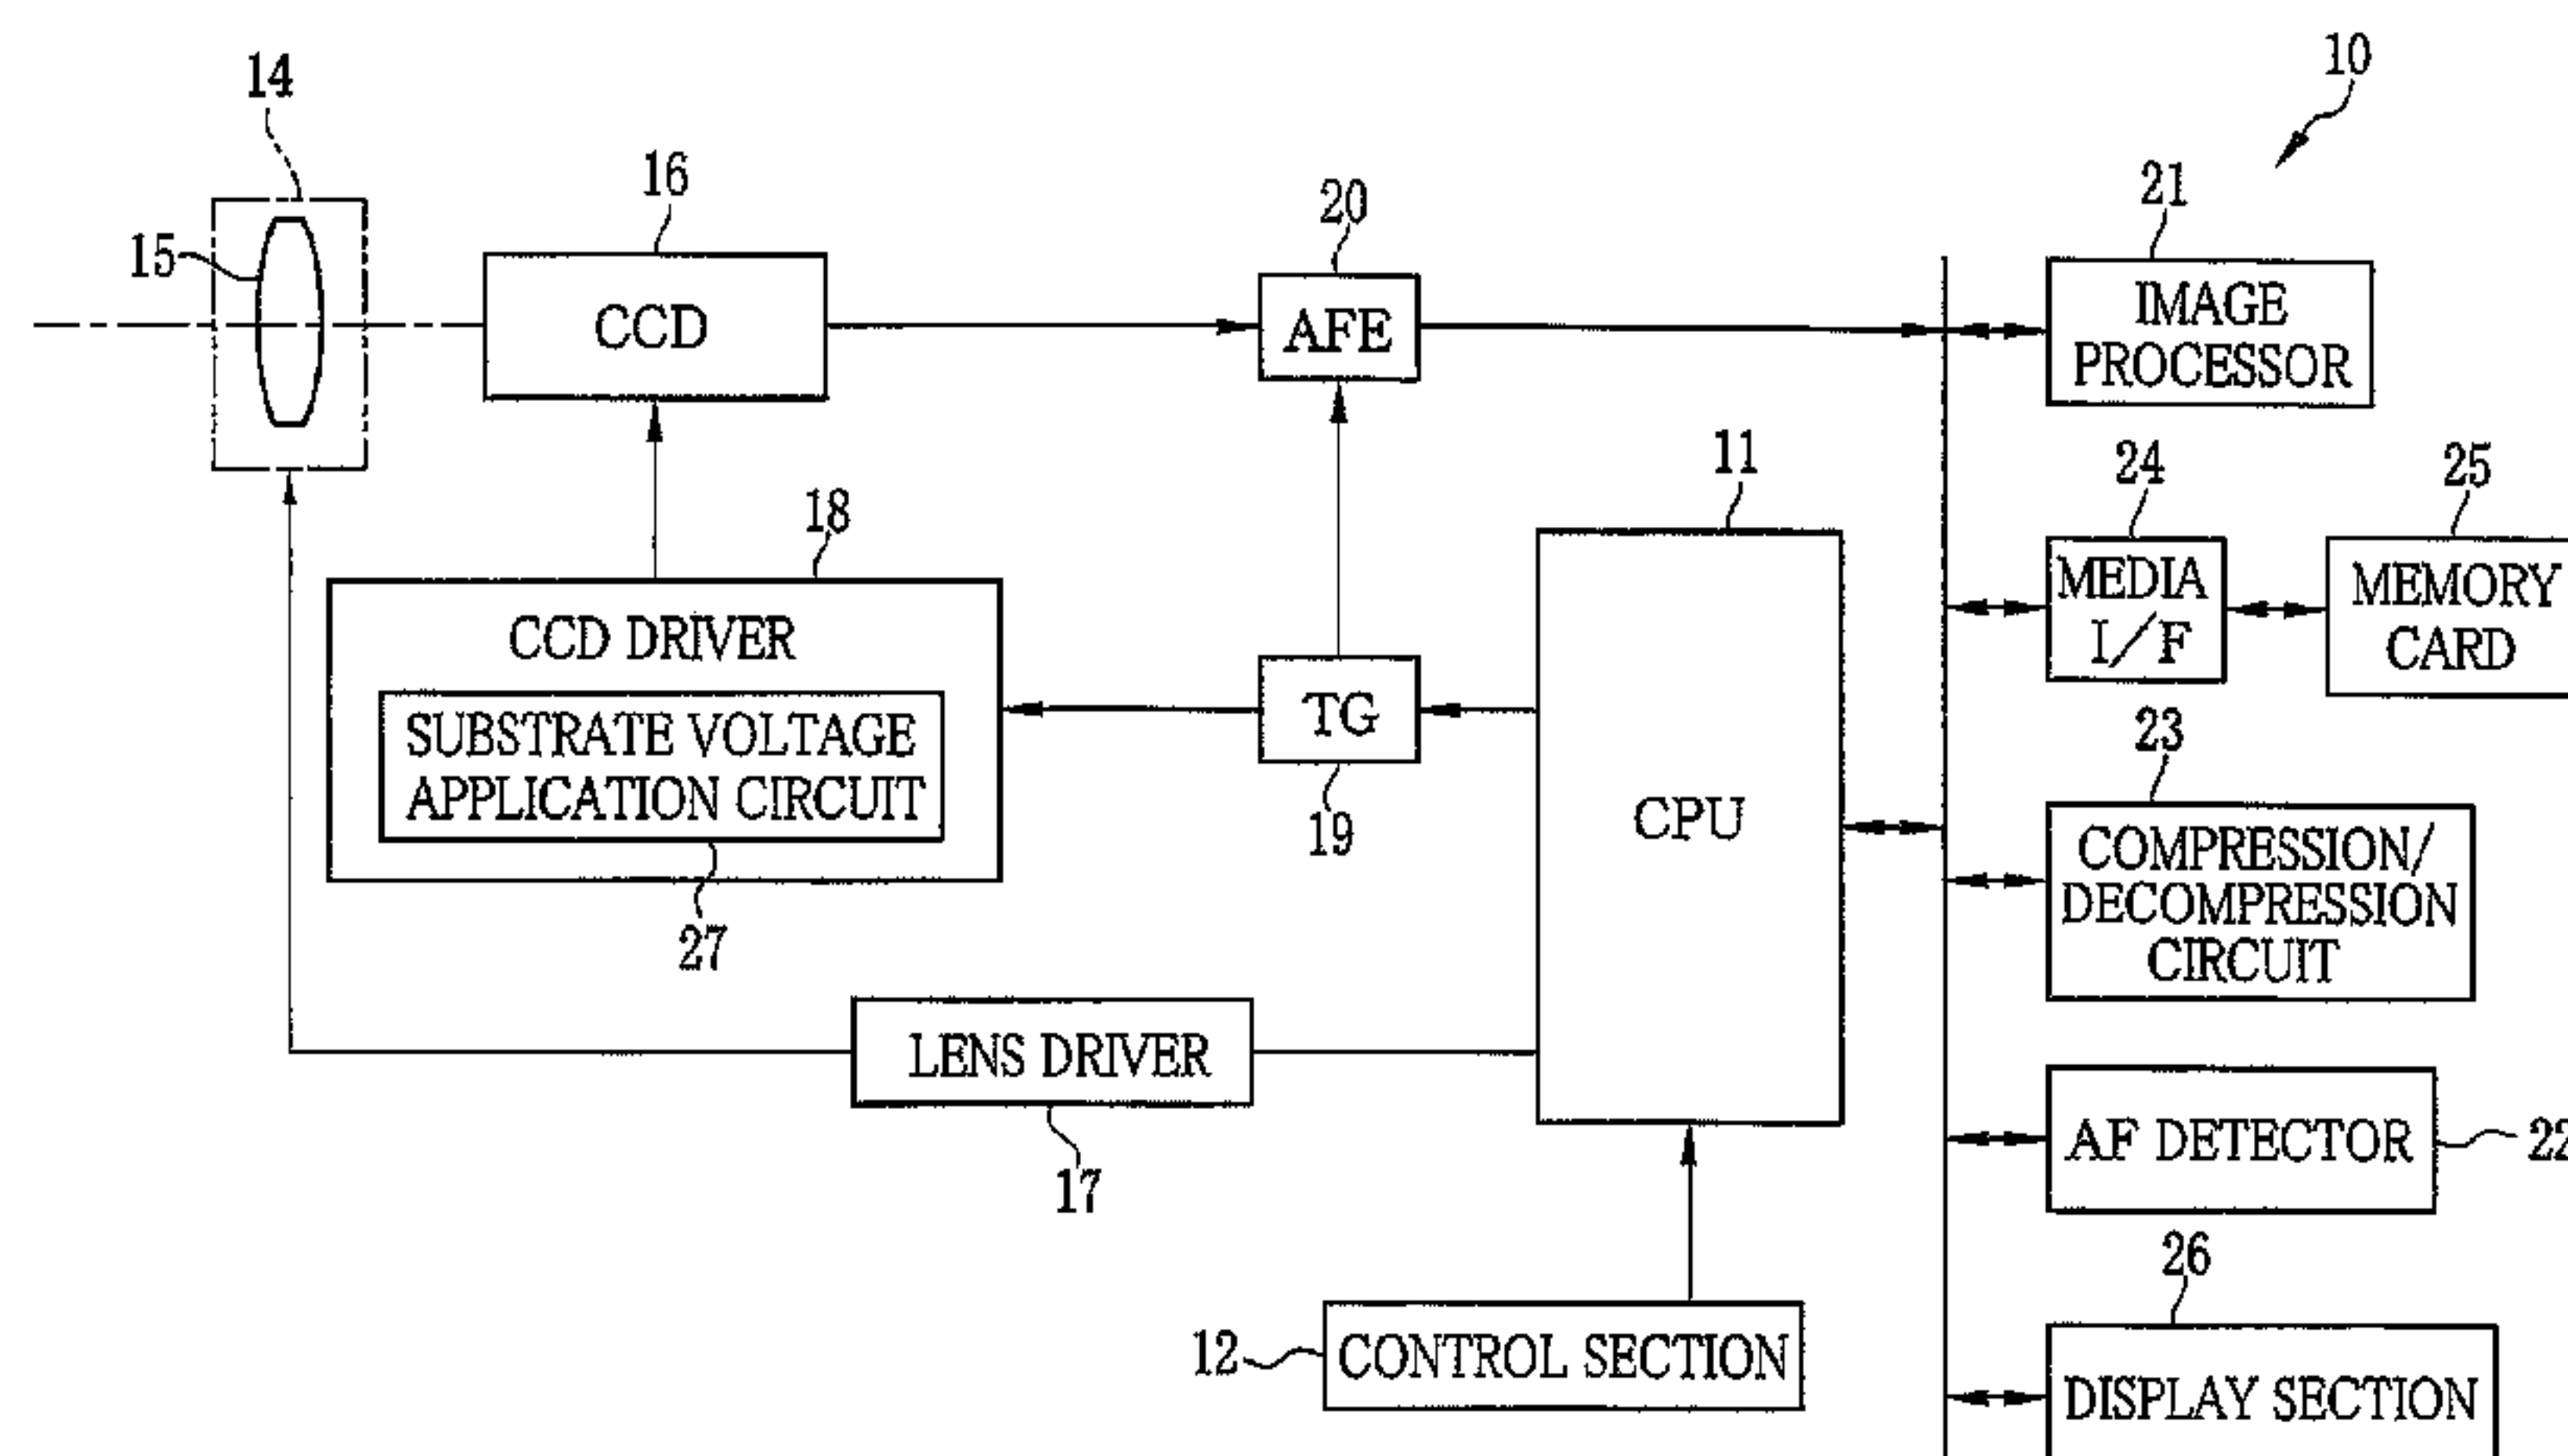 10
14
16
20
21
15
CCD
AFE
IMAGE
PROCESSOR
11
24
25
18
MEDIA
I/F
MEMORY
CARD
CCD DRIVER
SUBSTRATE VOLTAGE
APPLICATION CIRCUIT
TG
19
CPU
23
COMPRESSION/
DECOMPRESSION
CIRCUIT
27
LENS DRIVER
17
AF DETECTOR
22
26
12
CONTROL SECTION
DISPLAY SECTION